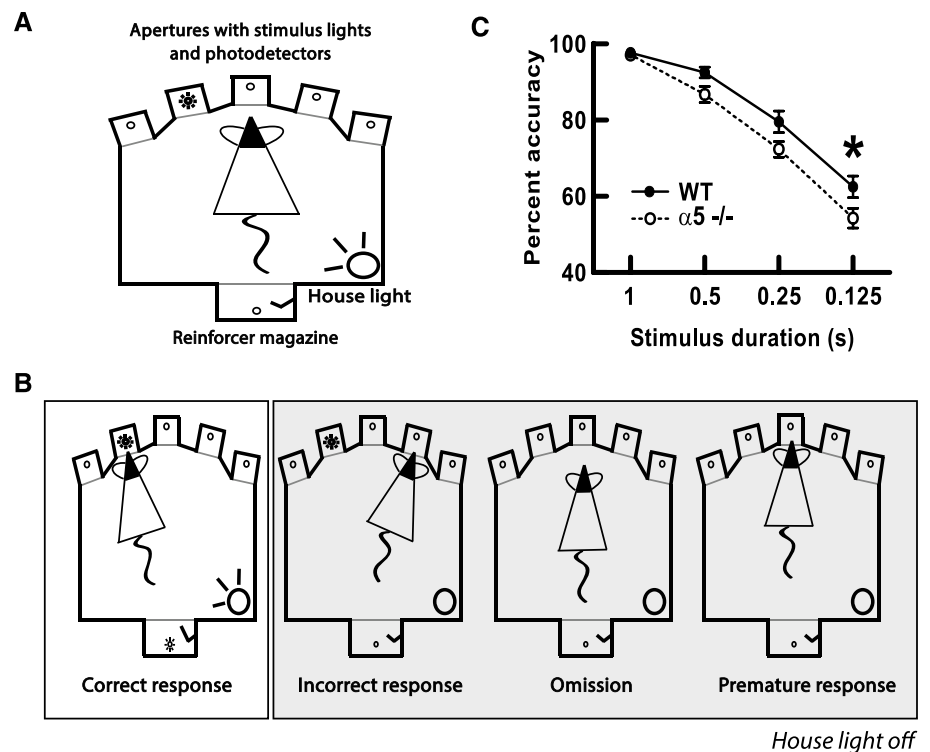 A
Apertures with stimulus lights
and photodetectors
House light
Reinforcer magazine
C
Percent accuracy
100
80
60
40
WT
α5 -/-
*
1 0.5 0.25 0.125
Stimulus duration (s)
B
Correct response
Incorrect response
Omission
Premature response
House light off